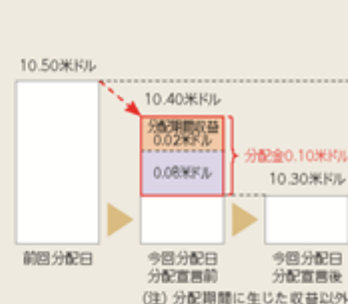 10.50米ドル
10.40米ドル
分配期間収益
0.02米ドル
0.08米ドル
分配金0.10米ドル
10.30米ドル
前回分配日
今回分配日
分配宣言前
今回分配日
分配宣言後
(注) 分配期間に生じた収益以外